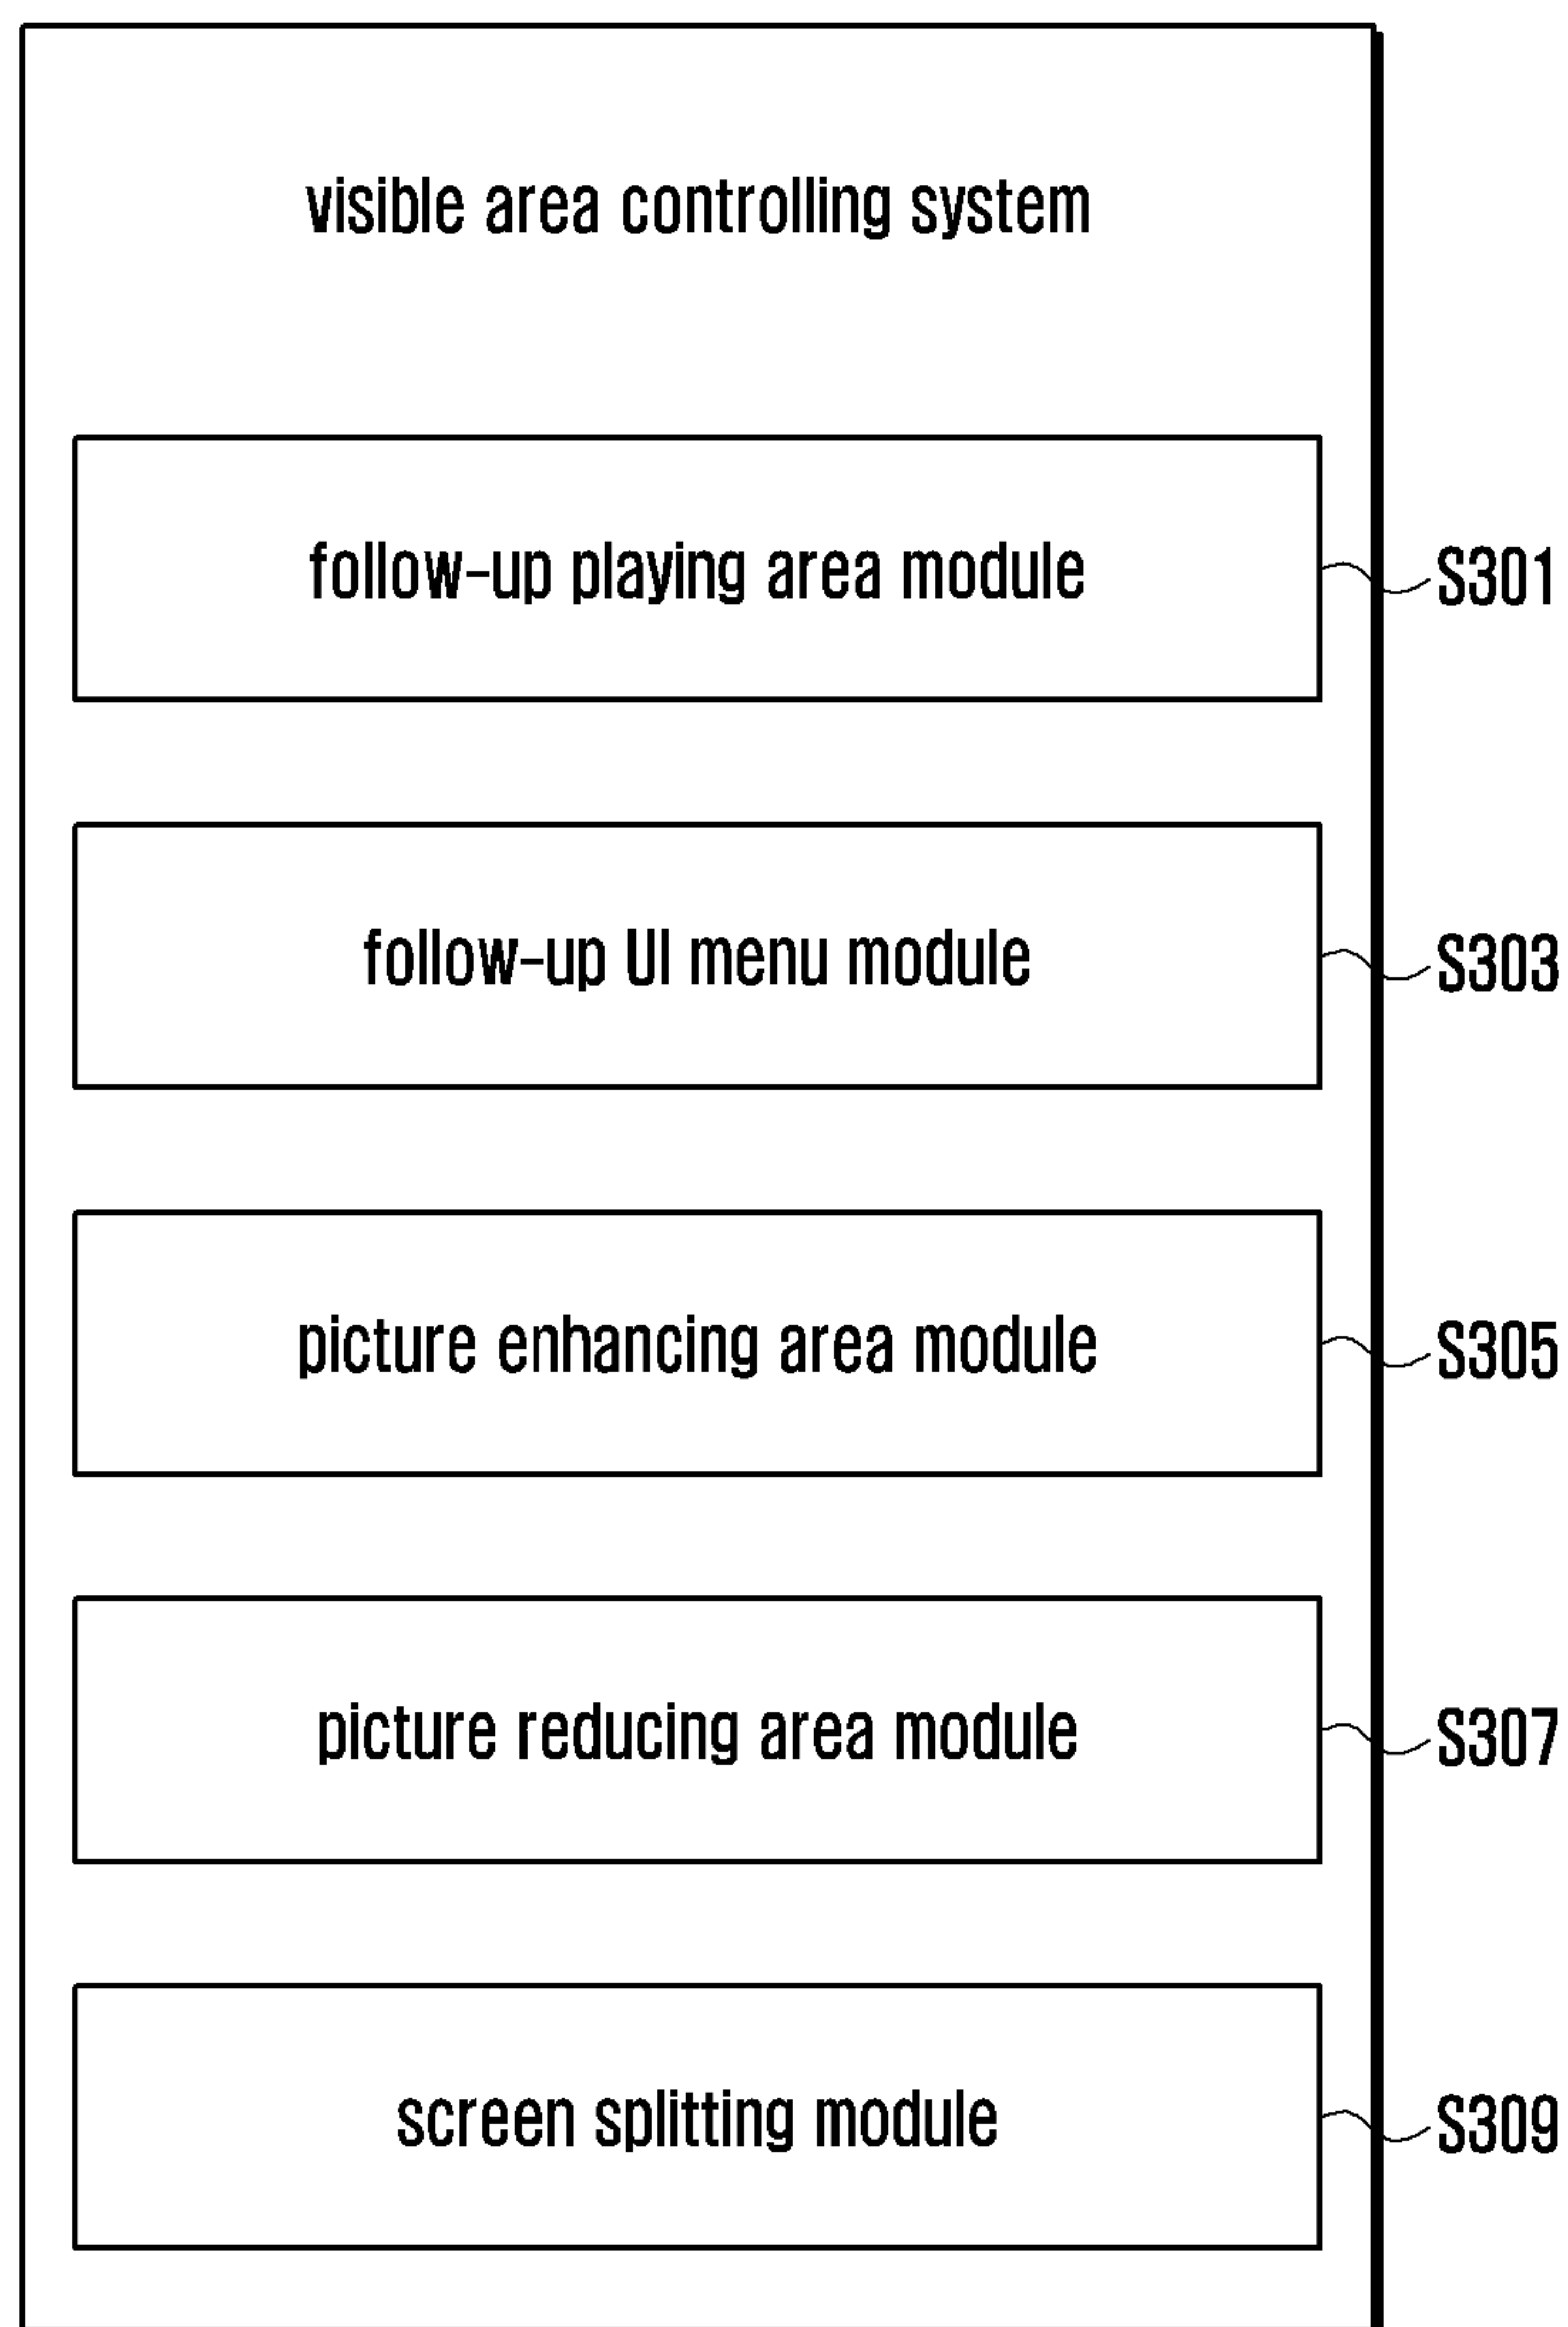 visible area controlling system
follow-up playing area module
S301
follow-up UI menu module
S303
picture enhancing area module
S305
picture reducing area module
S307
screen splitting module
S309